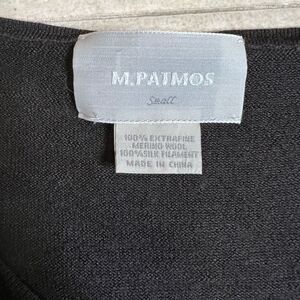 M.PATMOS
Small
100% EXTRAFINE
MERINO WOOL
100%SILK FILAMENT
MADE IN CHINA